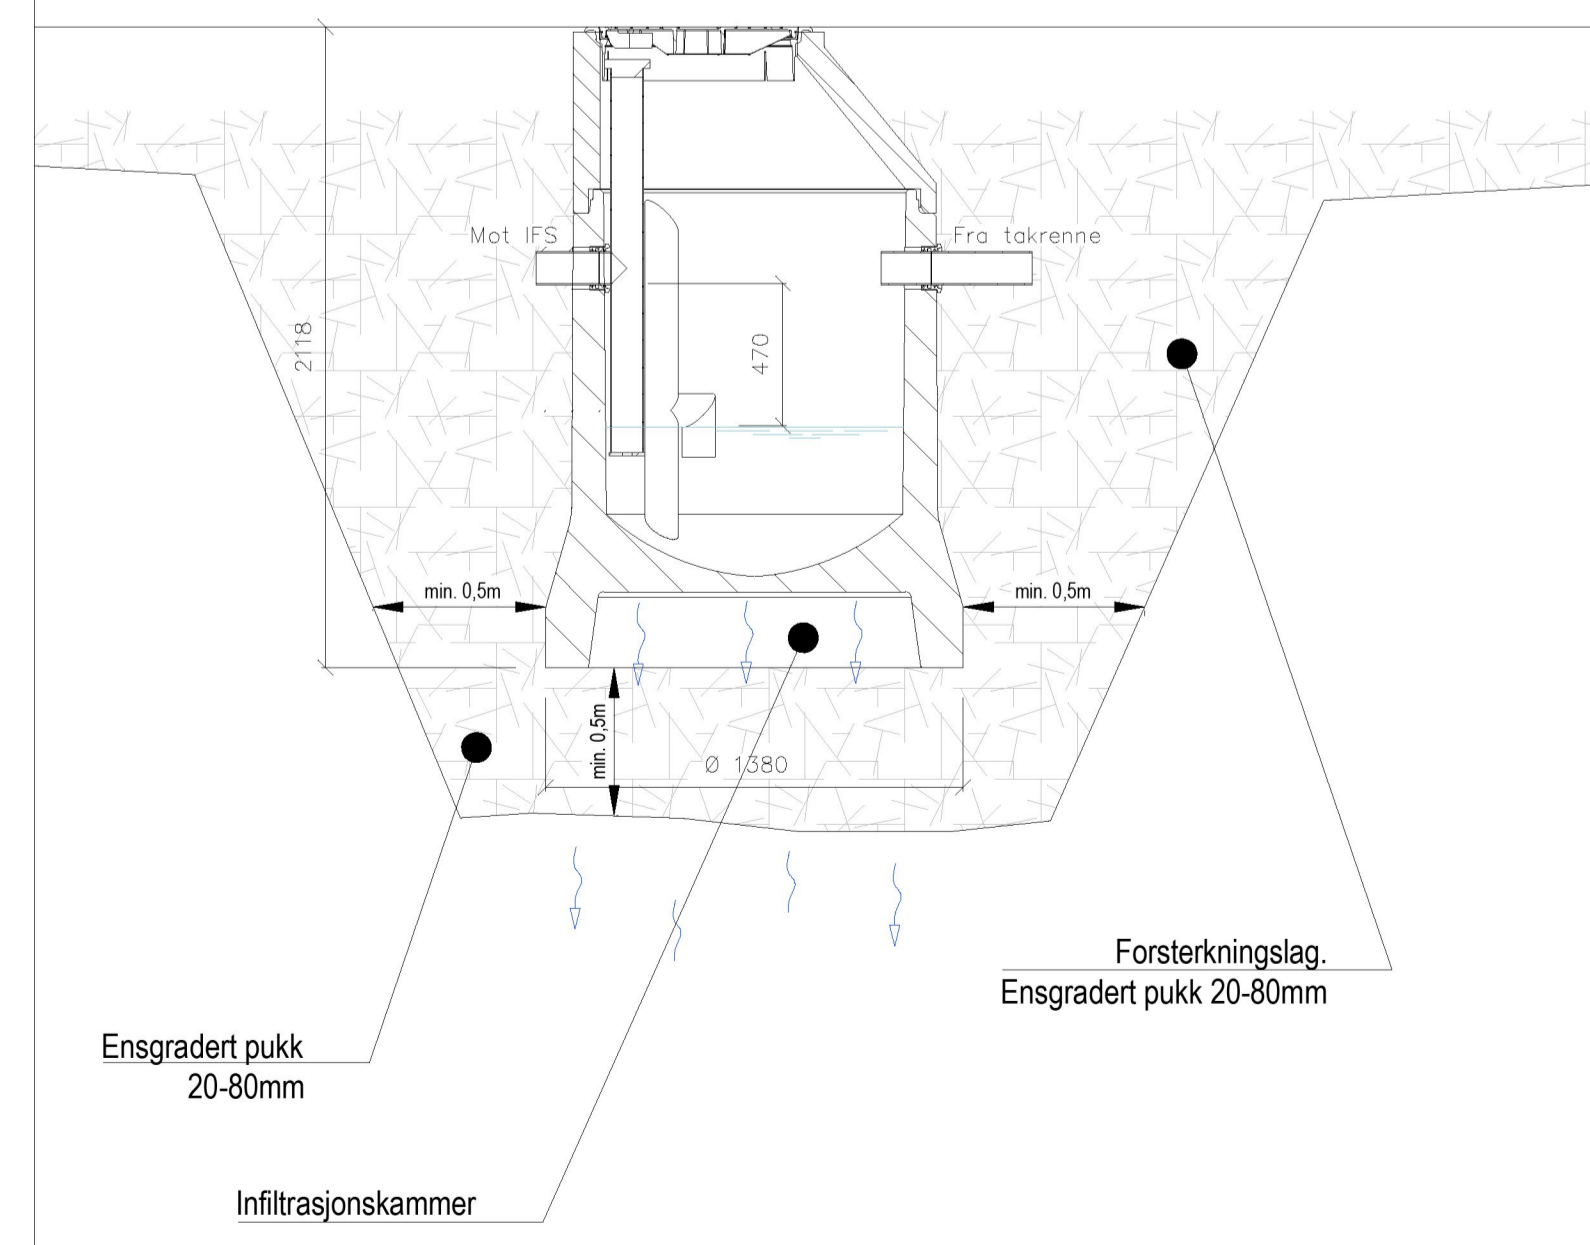 Mot IFS
Fra takrenne
2118
470
min. 0,5m
min. 0,5m
min. 0,5m
Ø 1380
Forsterkningslag.
Ensgradert pukk 20-80mm
Ensgradert pukk
20-80mm
Infiltrasjonskammer